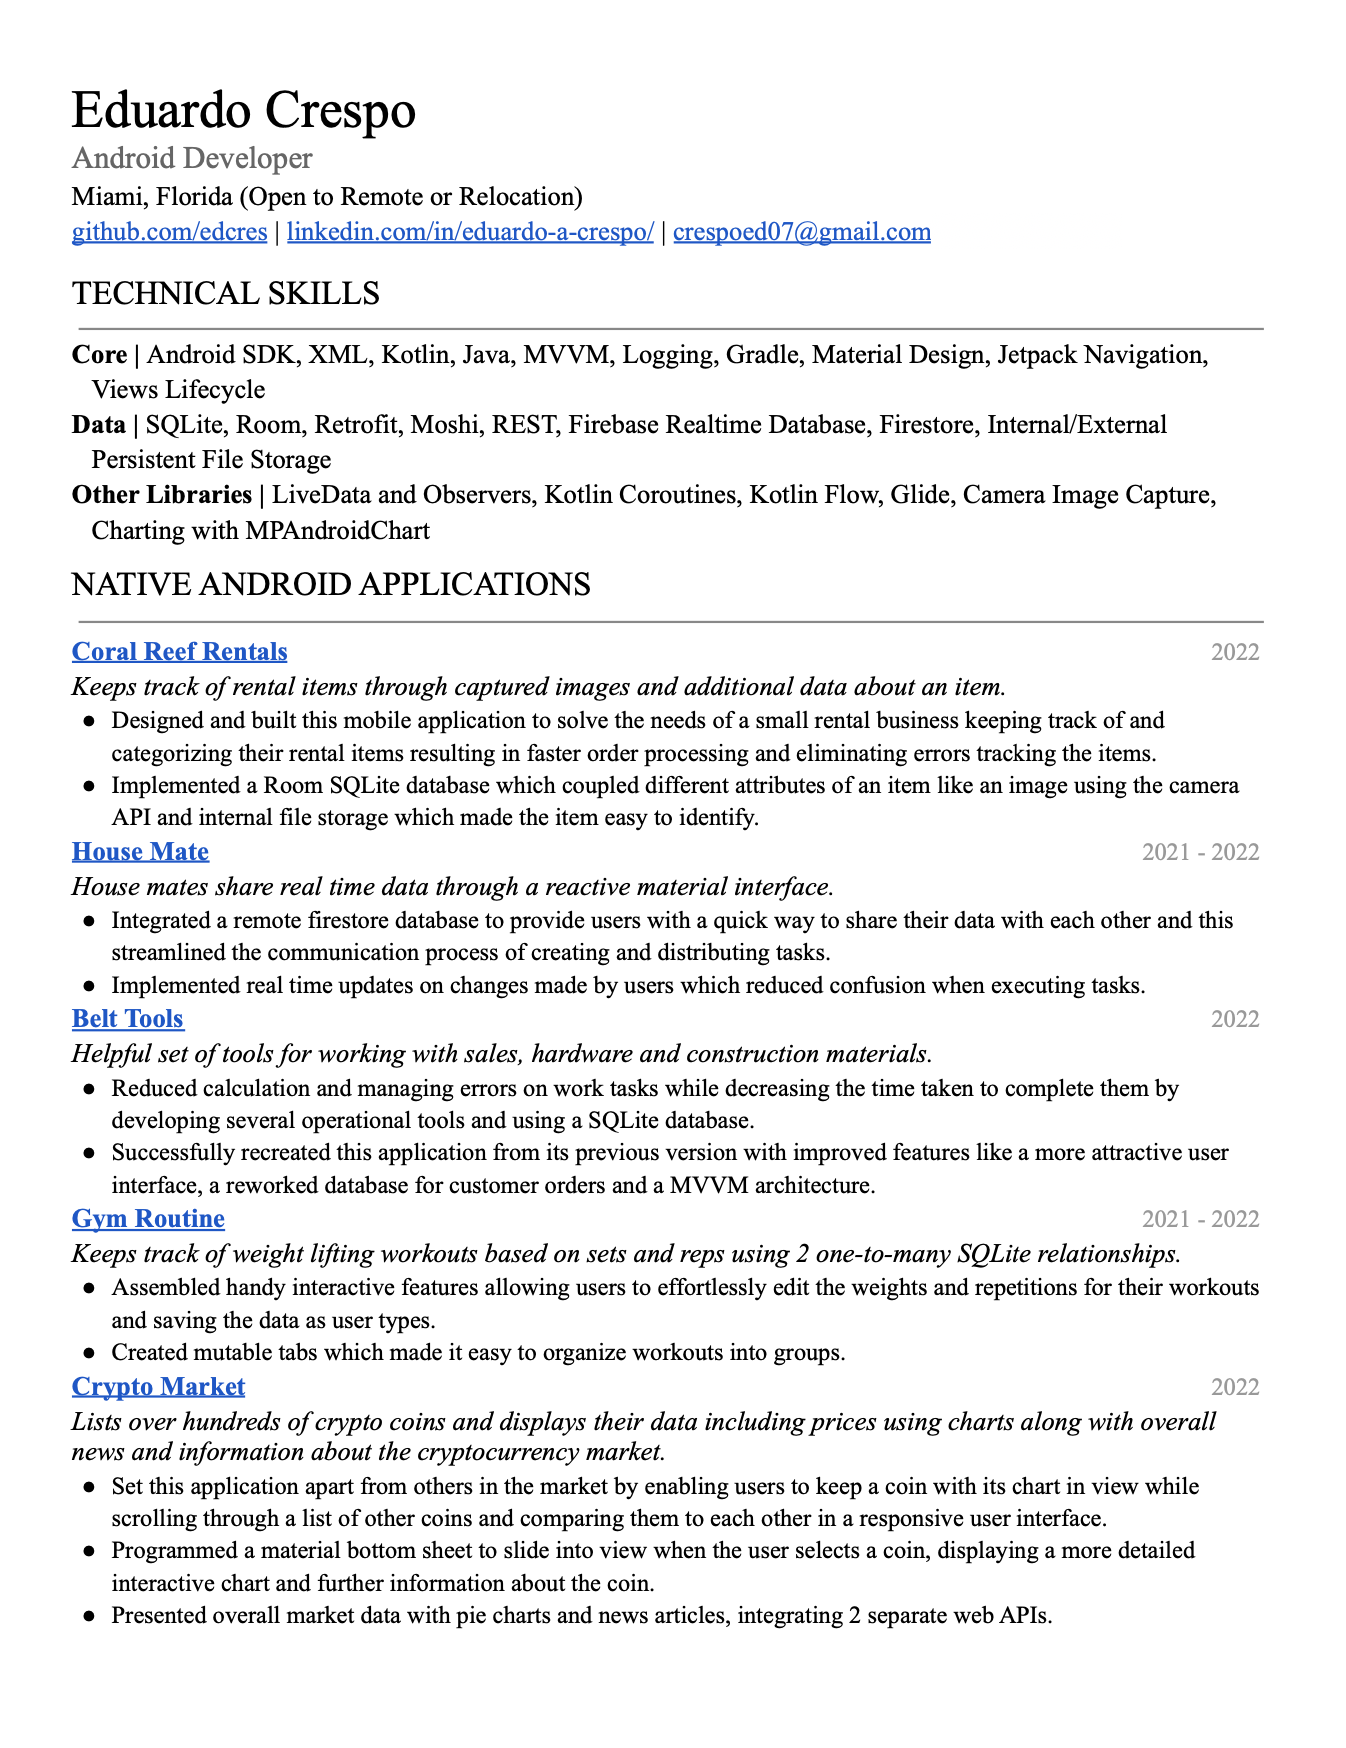 Eduardo Crespo
Android Developer
Miami, Florida (Open to Remote or Relocation)
github.com/edcres | linkedin.com/in/eduardo-a-crespo/ | crespoed07@gmail.com
TECHNICAL SKILLS
Core | Android SDK, XML, Kotlin, Java, MVVM, Logging, Gradle, Material Design, Jetpack Navigation,
Views Lifecycle
Data | SQLite, Room, Retrofit, Moshi, REST, Firebase Realtime Database, Firestore, Internal/External
Persistent File Storage
Other Libraries | LiveData and Observers, Kotlin Coroutines, Kotlin Flow, Glide, Camera Image Capture,
Charting with MPAndroidChart
NATIVE ANDROID APPLICATIONS
Coral Reef Rentals 2022
Keeps track of rental items through captured images and additional data about an item.
● Designed and built this mobile application to solve the needs of a small rental business keeping track of and
categorizing their rental items resulting in faster order processing and eliminating errors tracking the items.
● Implemented a Room SQLite database which coupled different attributes of an item like an image using the camera
API and internal file storage which made the item easy to identify.
House Mate 2021 - 2022
House mates share real time data through a reactive material interface.
● Integrated a remote firestore database to provide users with a quick way to share their data with each other and this
streamlined the communication process of creating and distributing tasks.
● Implemented real time updates on changes made by users which reduced confusion when executing tasks.
Belt Tools 2022
Helpful set of tools for working with sales, hardware and construction materials.
● Reduced calculation and managing errors on work tasks while decreasing the time taken to complete them by
developing several operational tools and using a SQLite database.
● Successfully recreated this application from its previous version with improved features like a more attractive user
interface, a reworked database for customer orders and a MVVM architecture.
Gym Routine 2021 - 2022
Keeps track of weight lifting workouts based on sets and reps using 2 one-to-many SQLite relationships.
● Assembled handy interactive features allowing users to effortlessly edit the weights and repetitions for their workouts
and saving the data as user types.
● Created mutable tabs which made it easy to organize workouts into groups.
Crypto Market 2022
Lists over hundreds of crypto coins and displays their data including prices using charts along with overall
news and information about the cryptocurrency market.
● Set this application apart from others in the market by enabling users to keep a coin with its chart in view while
scrolling through a list of other coins and comparing them to each other in a responsive user interface.
● Programmed a material bottom sheet to slide into view when the user selects a coin, displaying a more detailed
interactive chart and further information about the coin.
● Presented overall market data with pie charts and news articles, integrating 2 separate web APIs.